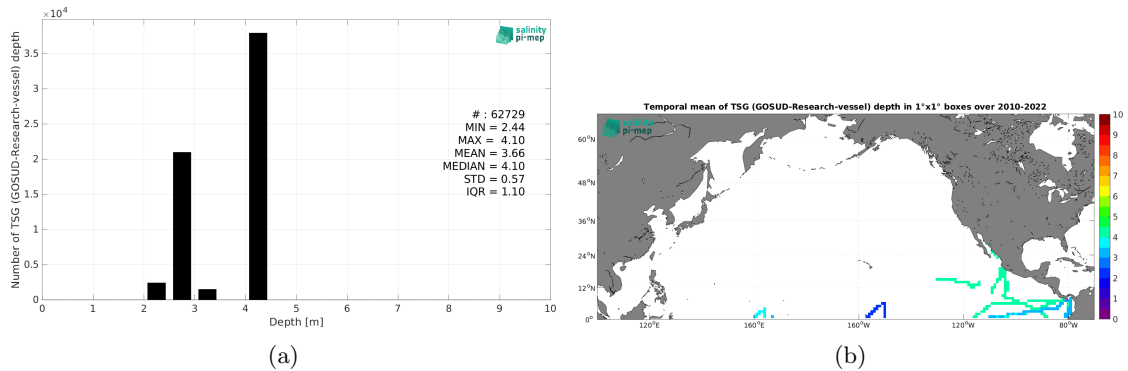 ×10⁴
Number of TSG (GOSUD-Research-vessel) depth
3.5
3
2.5
2
1.5
1
0.5
0
0 1 2 3 4 5 6 7 8 9 10
Depth [m]
salinity
pi-mep
# : 62729
MIN = 2.44
MAX = 4.10
MEAN = 3.66
MEDIAN = 4.10
STD = 0.57
IQR = 1.10
(a)
Temporal mean of TSG (GOSUD-Research-vessel) depth in 1°x1° boxes over 2010-2022
salinity
pi-mep
60°N
48°N
36°N
24°N
12°N
0°
120°E 160°E 160°W 120°W 80°W
10
9
8
7
6
5
4
3
2
1
0
(b)